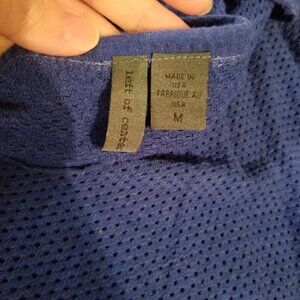 left of center
MADE IN
USA
FABRIQUE AU
USA
M